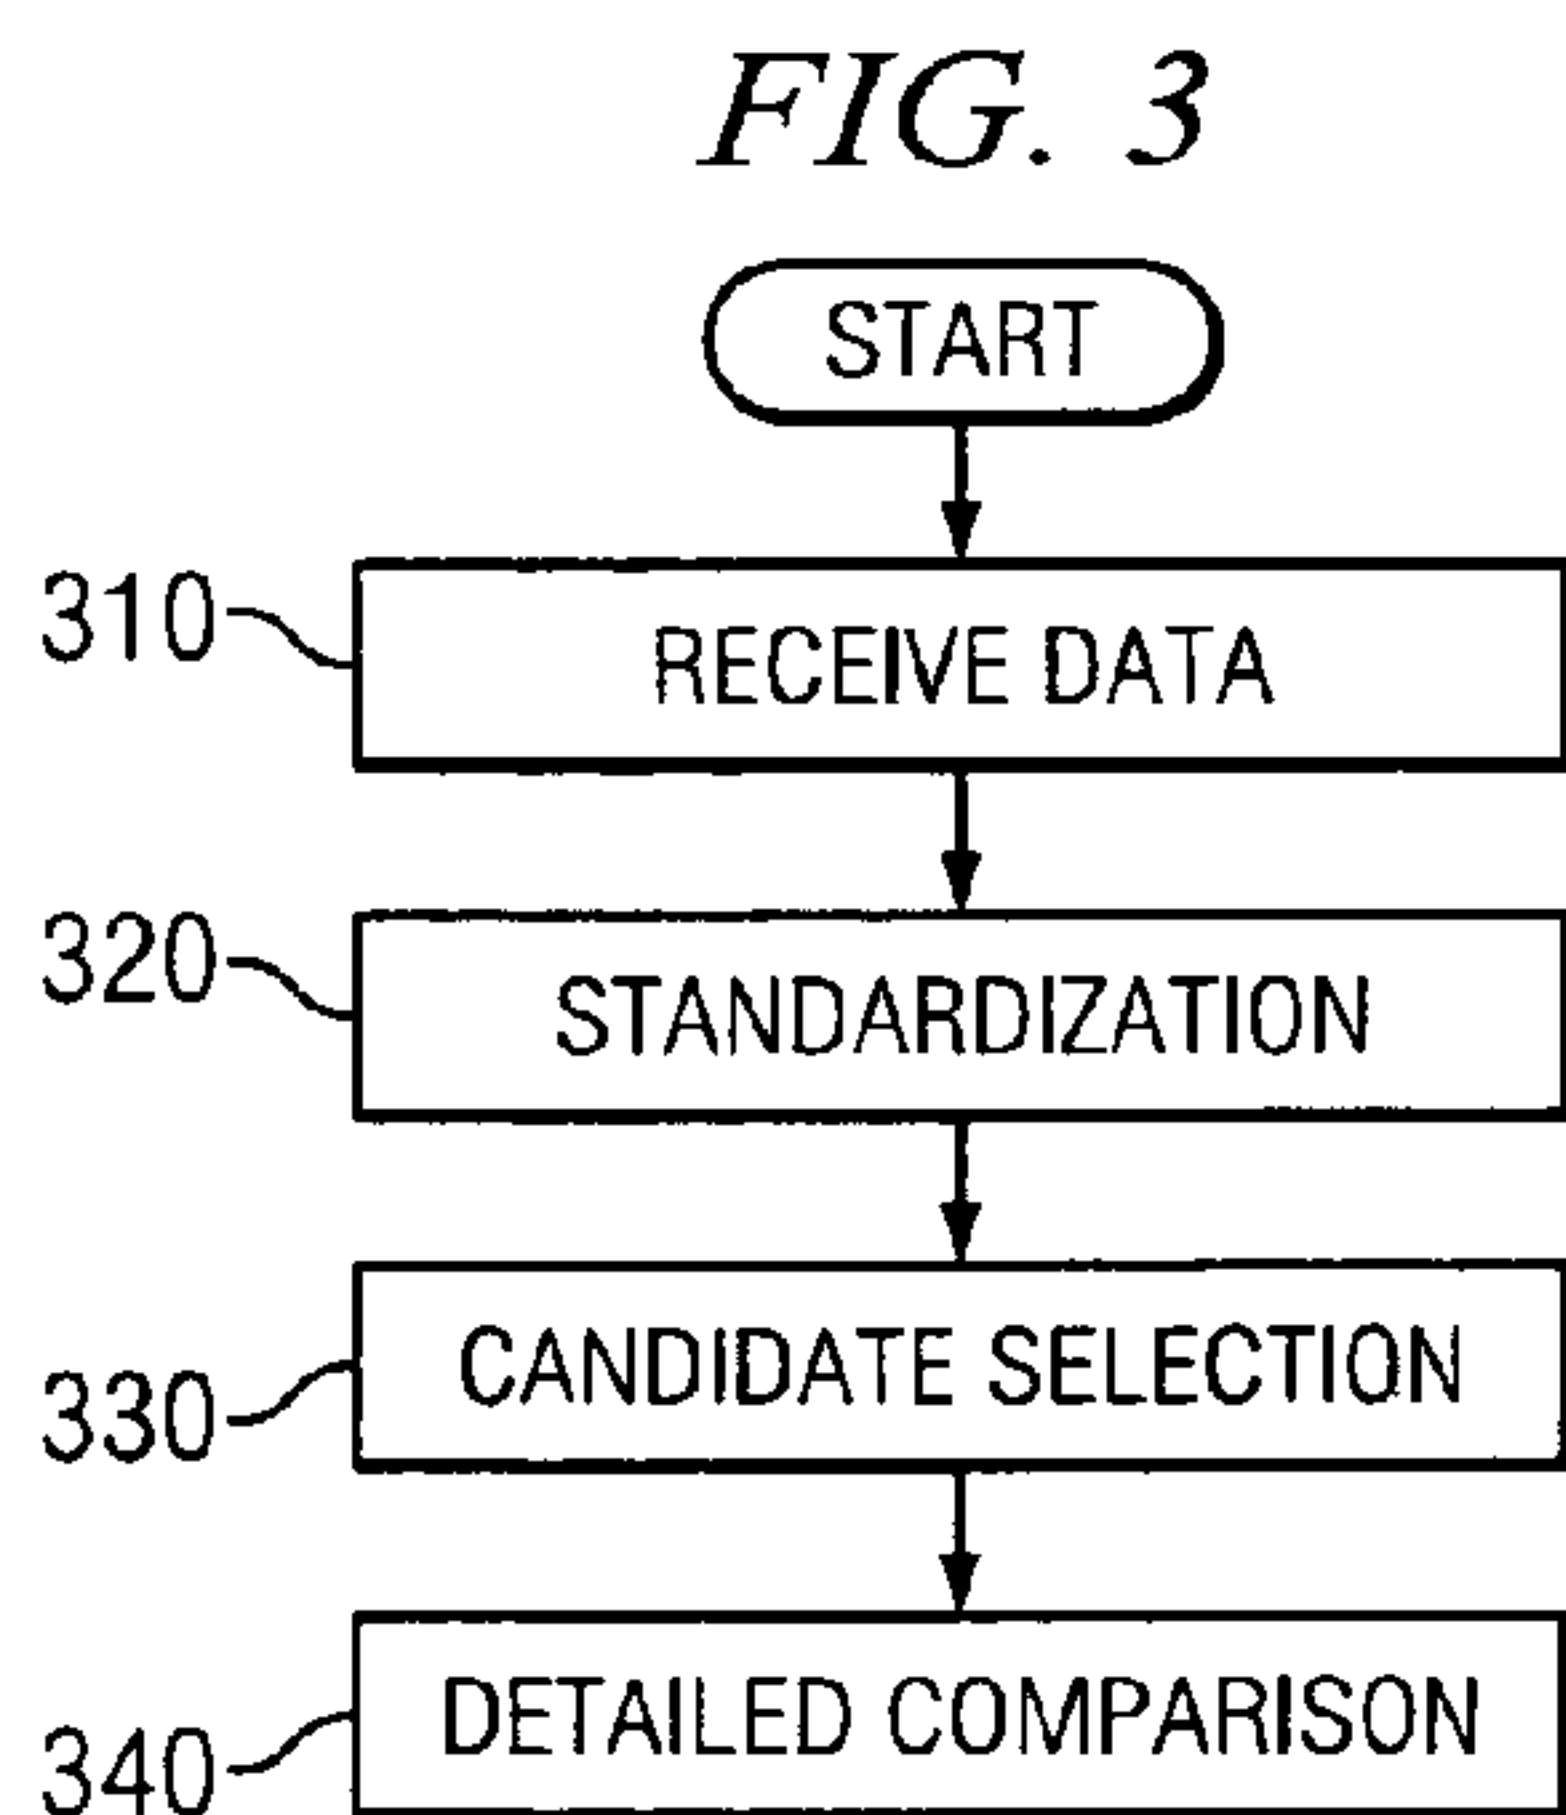 FIG. 3
START
310
RECEIVE DATA
320
STANDARDIZATION
330
CANDIDATE SELECTION
340
DETAILED COMPARISON